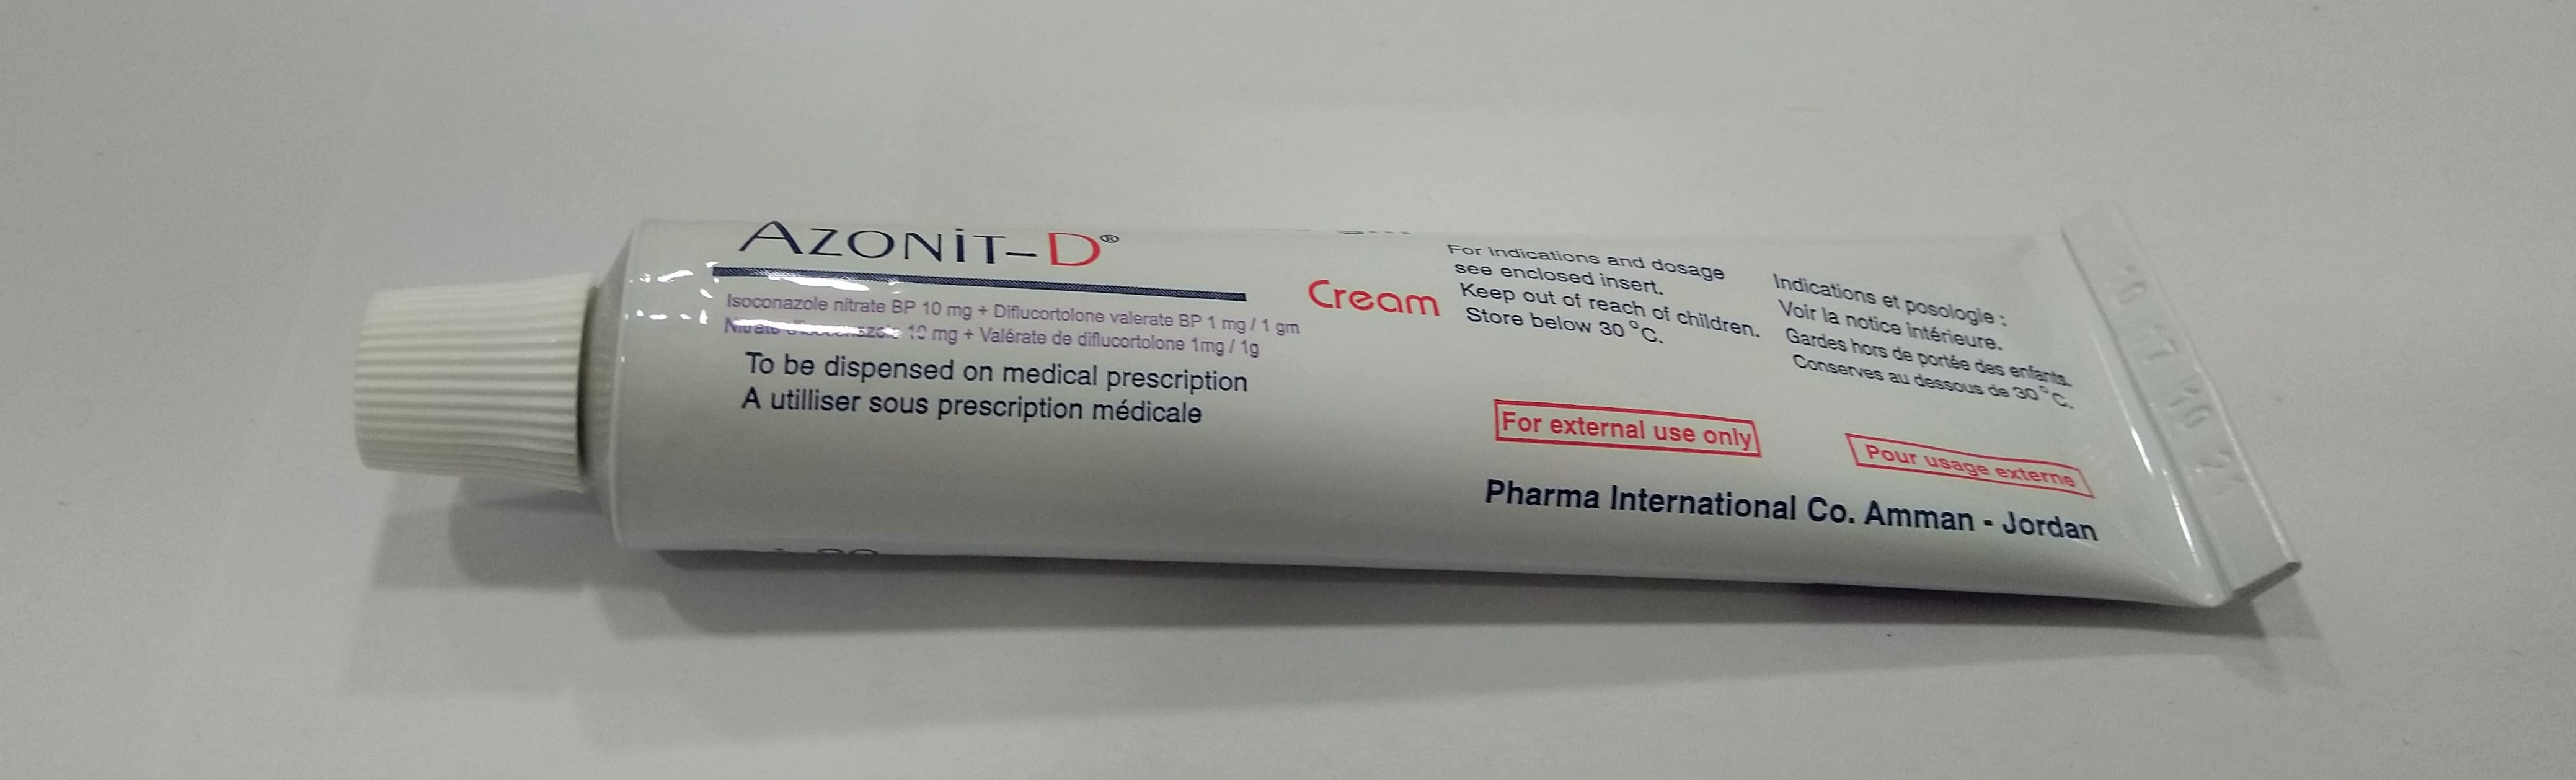 AZONiT-D®
Isoconazole nitrate BP 10 mg + Diflucortolone valerate BP 1 mg / 1 gm
Nitrate 10 mg + Valérate de diflucortolone 1mg / 1g
To be dispensed on medical prescription
A utilliser sous prescription médicale
Cream
For indications and dosage
see enclosed insert.
Keep out of reach of children.
Store below 30 °C.
Indications et posologie :
Voir la notice intérieure.
Gardes hors de portée des enfants.
Conserves au dessous de 30 °C.
For external use only
Pour usage externe
Pharma International Co. Amman - Jordan